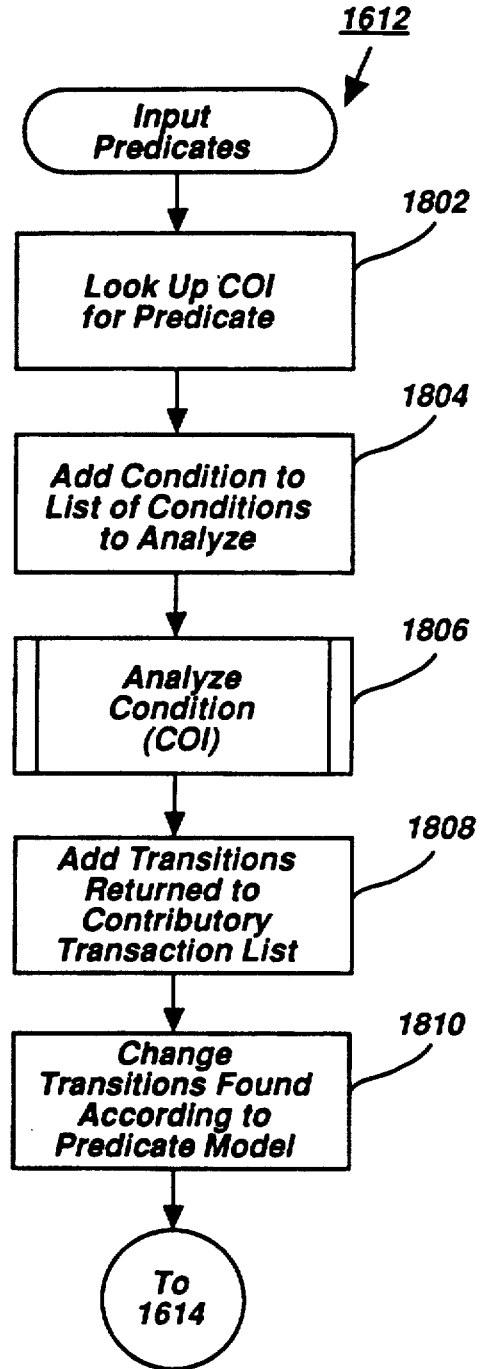 1612
Input
Predicates
1802
Look Up COI
for Predicate
1804
Add Condition to
List of Conditions
to Analyze
1806
Analyze
Condition
(COI)
1808
Add Transitions
Returned to
Contributory
Transaction List
1810
Change
Transitions Found
According to
Predicate Model
To
1614